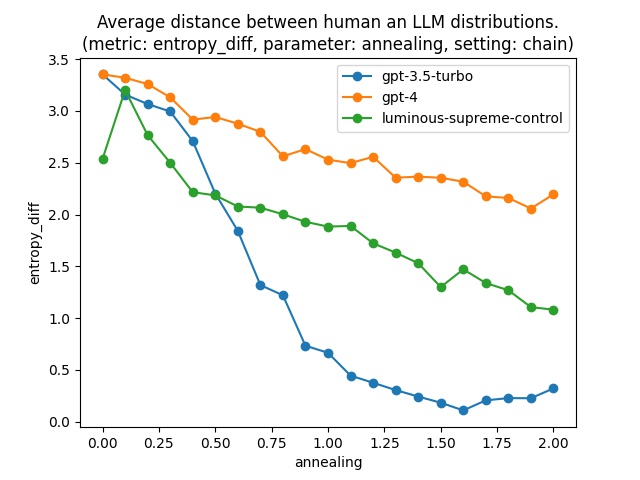 Average distance between human an LLM distributions.
(metric: entropy_diff, parameter: annealing, setting: chain)
gpt-3.5-turbo
gpt-4
luminous-supreme-control
entropy_diff
3.5
3.0
2.5
2.0
1.5
1.0
0.5
0.0
0.00 0.25 0.50 0.75 1.00 1.25 1.50 1.75 2.00
annealing